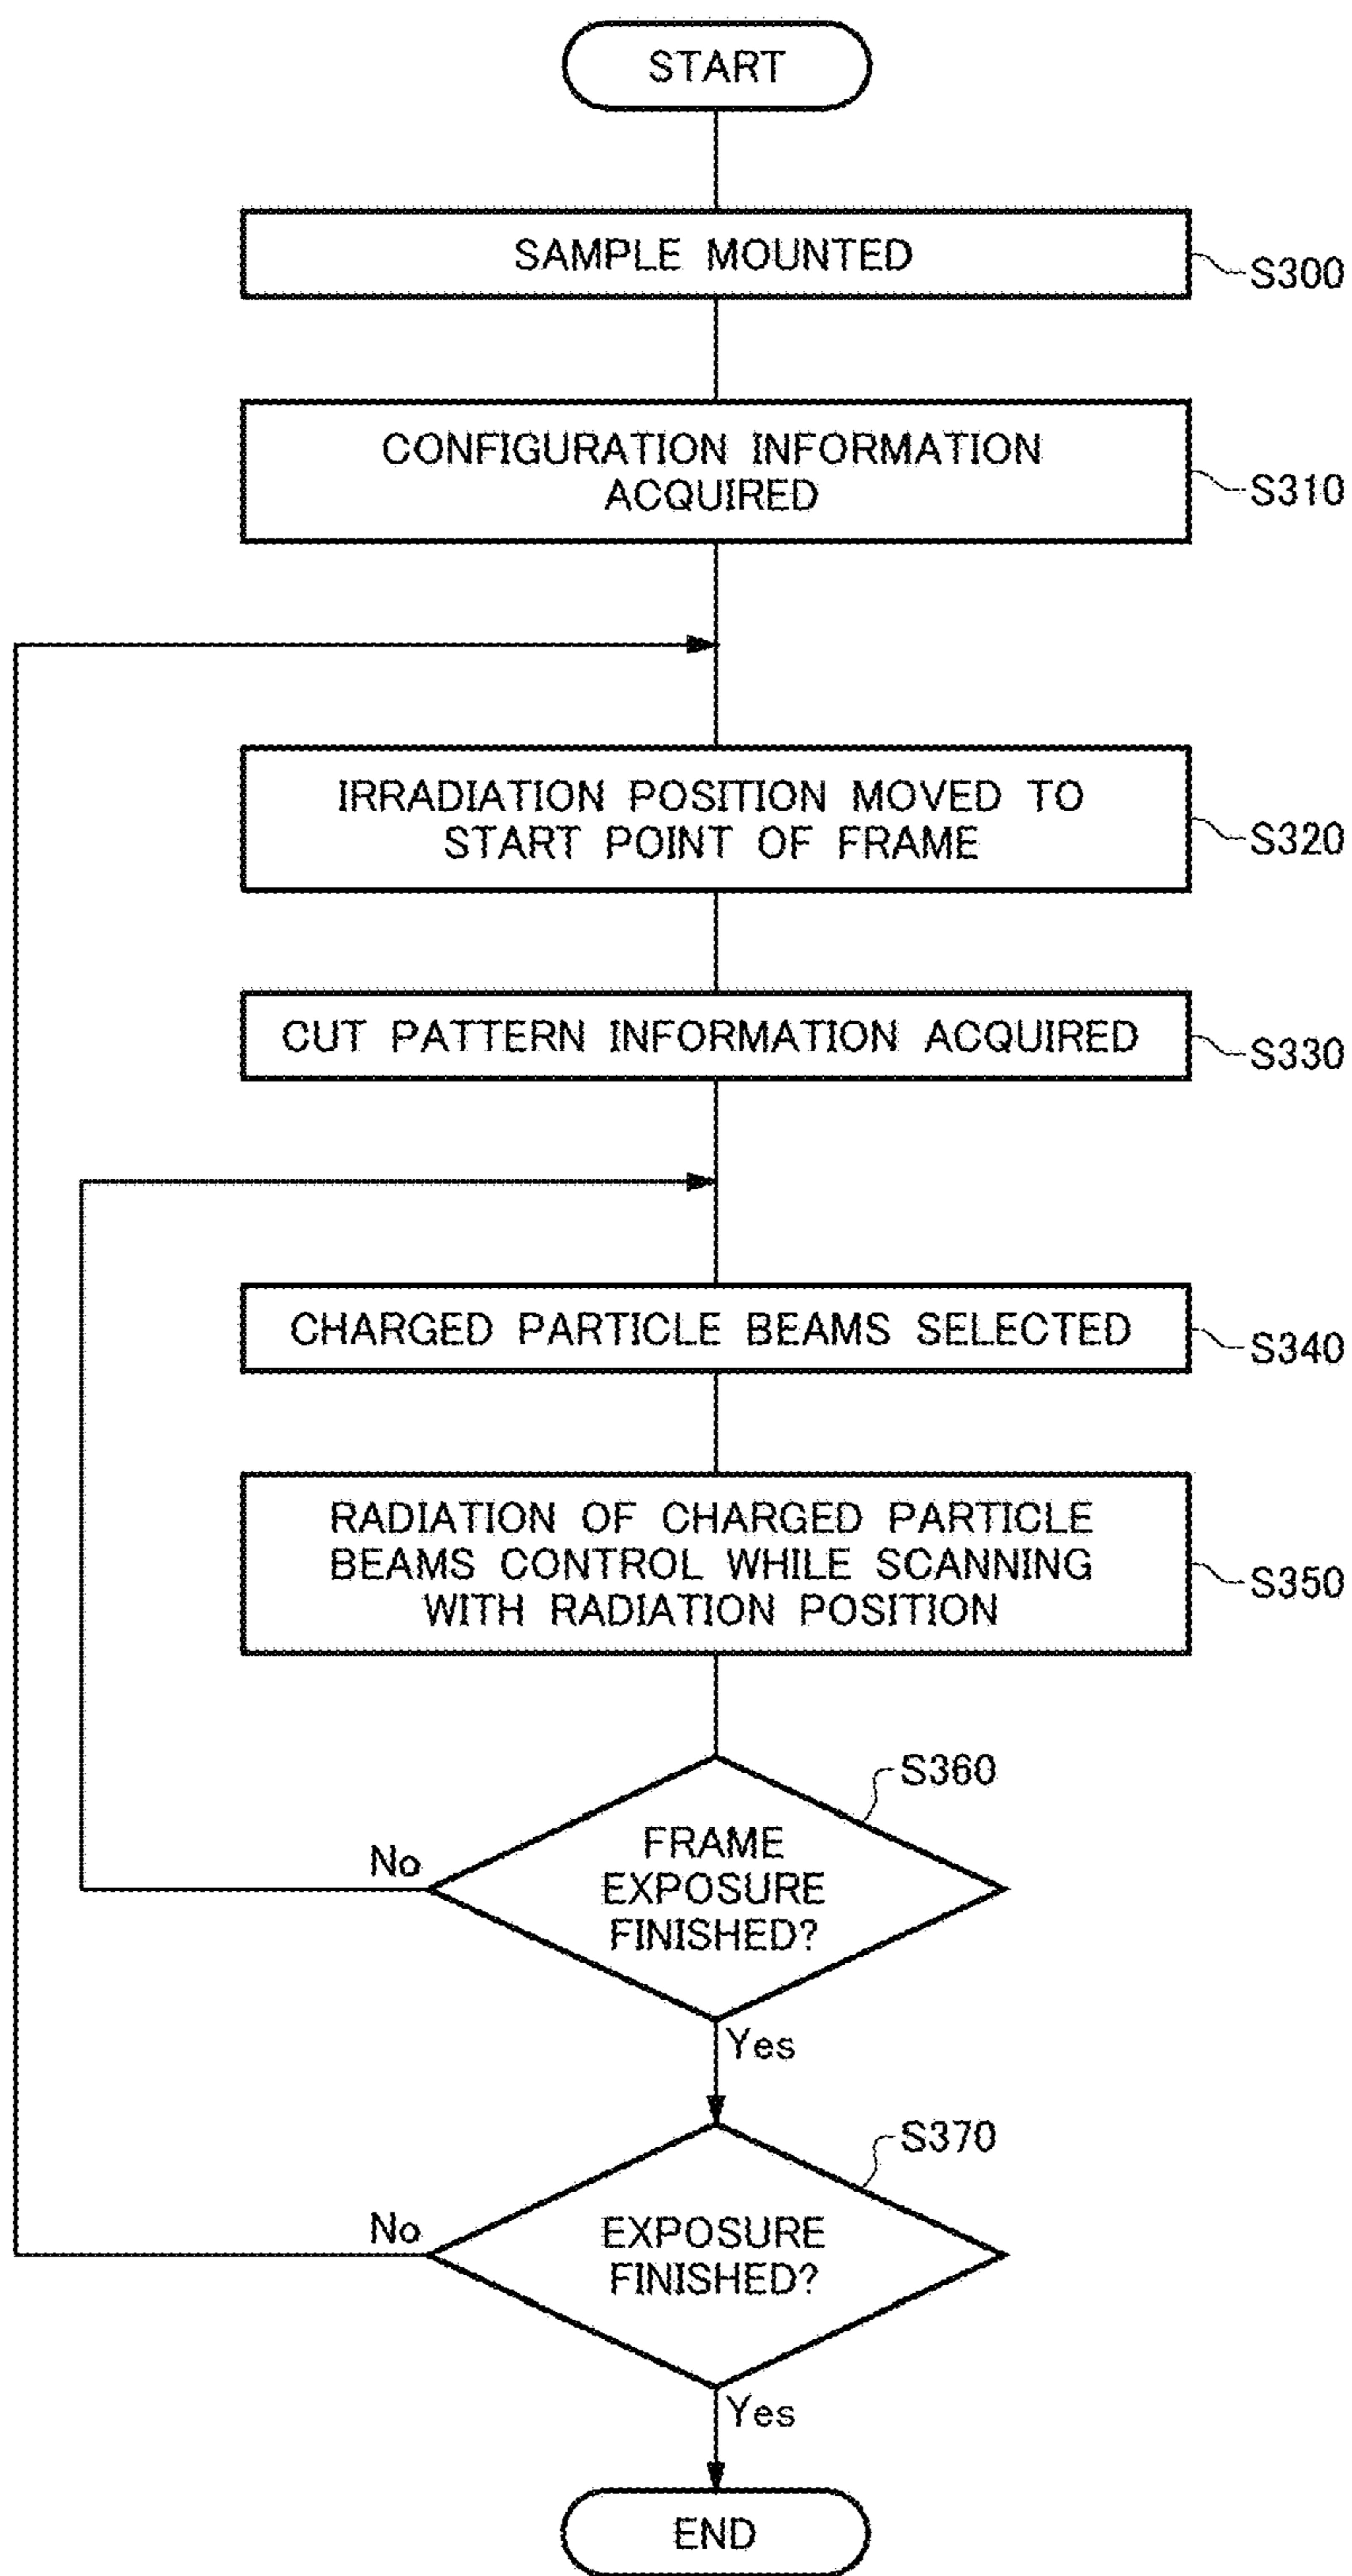 START
SAMPLE MOUNTED
S300
CONFIGURATION INFORMATION
ACQUIRED
S310
IRRADIATION POSITION MOVED TO
START POINT OF FRAME
S320
CUT PATTERN INFORMATION ACQUIRED
S330
CHARGED PARTICLE BEAMS SELECTED
S340
RADIATION OF CHARGED PARTICLE
BEAMS CONTROL WHILE SCANNING
WITH RADIATION POSITION
S350
S360
FRAME
EXPOSURE
FINISHED?
No
Yes
S370
EXPOSURE
FINISHED?
No
Yes
END